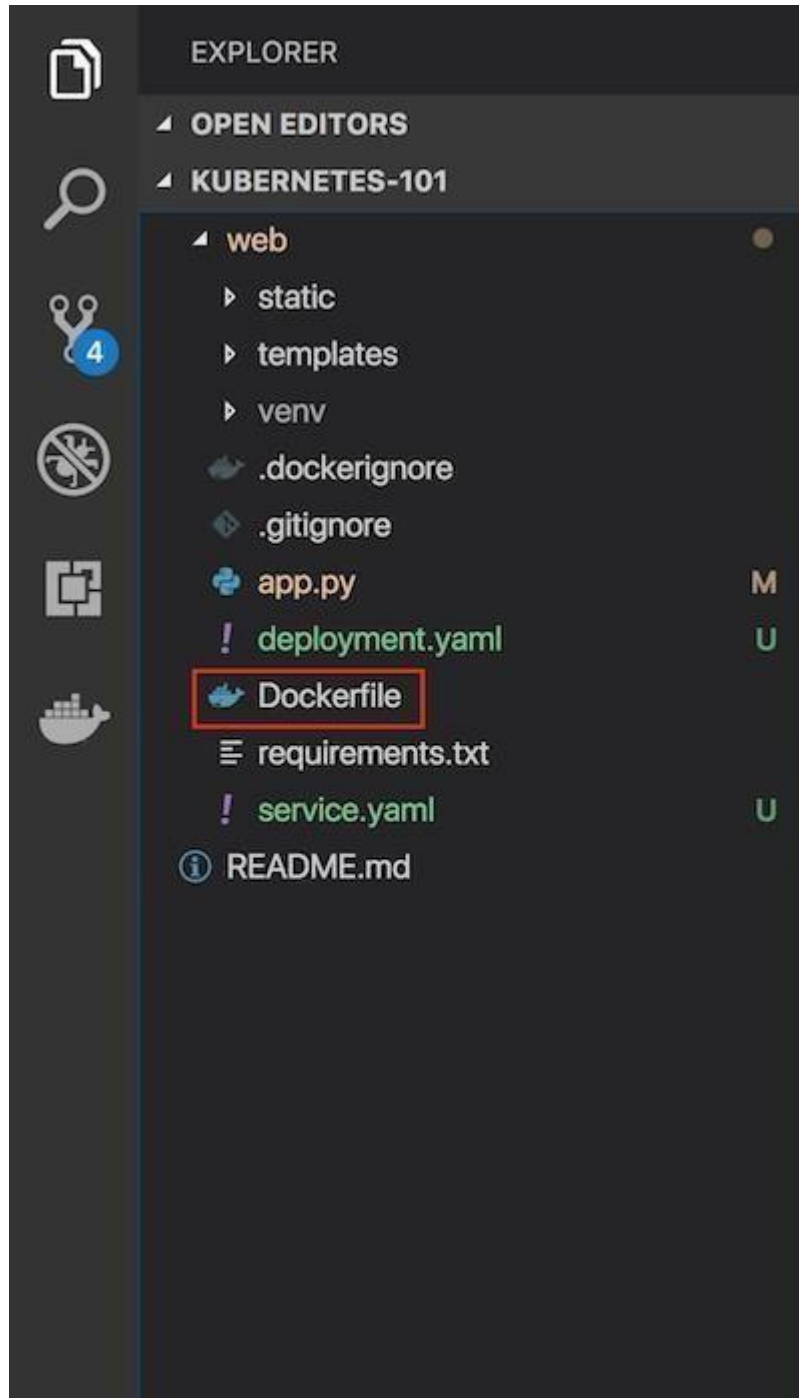 EXPLORER
OPEN EDITORS
KUBERNETES-101
web
static
templates
4
venv
.dockerignore
.gitignore
app.py M
deployment.yaml U
Dockerfile
requirements.txt
service.yaml U
README.md